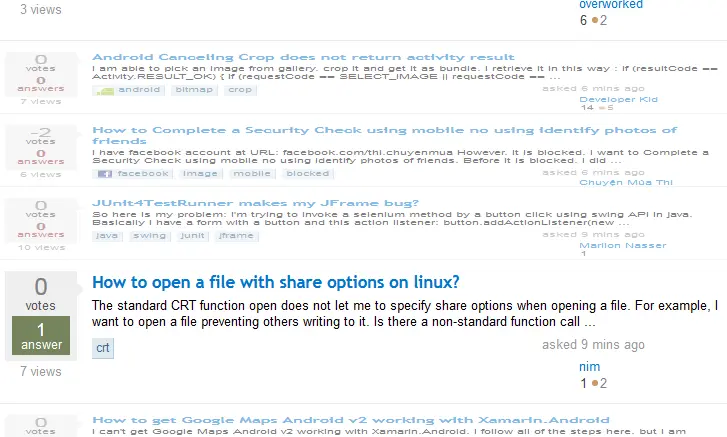 overworked
3 views
6 2
0
votes
0
answers
7 views
Android Canceling Crop does not return activity result
I am able to pick an image from gallery. crop it and get it as bundle. I retrieve it in this way : if (resultCode ==
Activity.RESULT_OK) { if (requestCode == SELECT_IMAGE || requestCode == ...
android bitmap crop
asked 6 mins ago
Developer Kid
14 5
-2
votes
0
answers
6 views
How to Complete a Security Check using mobile no using identify photos of
friends
I have facebook account at URL: facebook.com/thi.chuyenmua However, it is blocked. I want to Complete a
Security Check using mobile no using identify photos of friends. Before it is blocked, I did ...
facebook image mobile blocked
asked 6 mins ago
Chuyện Mùa Thi
0
votes
0
answers
10 views
JUnit4TestRunner makes my JFrame bug?
So here is my problem: I'm trying to invoke a selenium method by a button click using swing API in java.
Basically I have a form with a button and this action listener: button.addActionListener(new ...
java swing junit jframe
asked 9 mins ago
Marlon Nasser
1
0
votes
1
answer
7 views
How to open a file with share options on linux?
The standard CRT function open does not let me to specify share options when opening a file. For example, I
want to open a file preventing others writing to it. Is there a non-standard function call ...
crt
asked 9 mins ago
nim
1 2
0
votes
How to get Google Maps Android v2 working with Xamarin.Android
I can't get Google Maps Android v2 working with Xamarin.Android. I follow all of the steps here, but I am